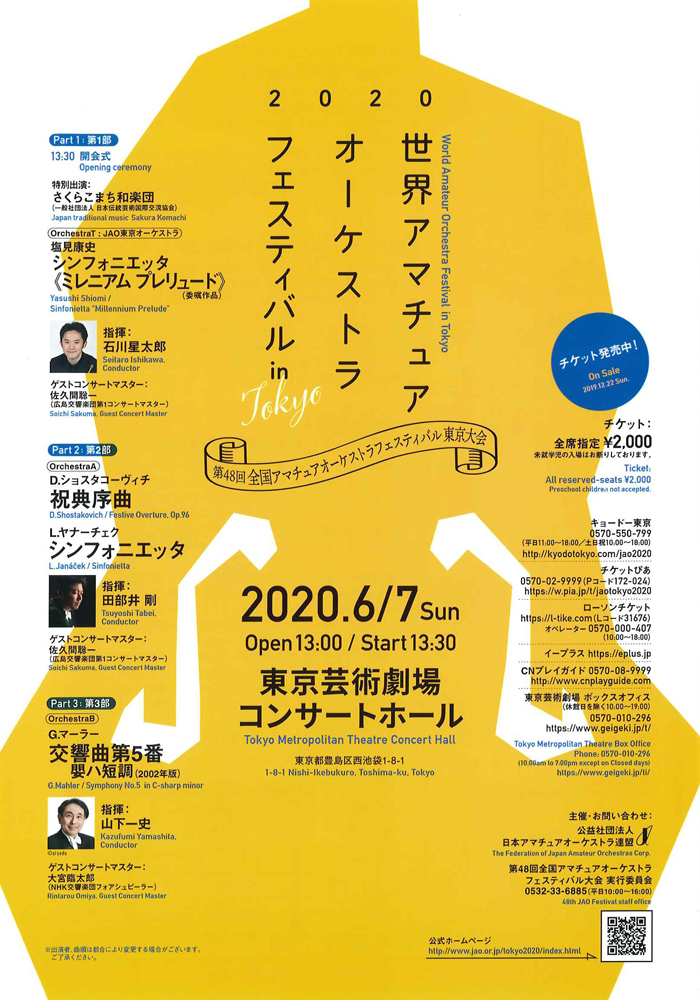 2020
世界アマチュア
オーケストラ
フェスティバル in
Tokyo
World Amateur Orchestra Festival in Tokyo
第48回 全国アマチュアオーケストラフェスティバル 東京大会
Part 1：第1部
13:30 開会式
Opening ceremony
特別出演：
さくらこまち和楽団
(一般社団法人 日本伝統芸術国際交流協会)
Japan traditional music Sakura Komachi
OrchestraT：JAO東京オーケストラ
塩見康史
シンフォニエッタ
《ミレニアム プレリュード》
(委嘱作品)
Yasushi Shiomi /
Sinfonietta "Millennium Prelude"
指揮：
石川星太郎
Seitaro Ishikawa,
Conductor
ゲストコンサートマスター：
佐久間聡一
(広島交響楽団第1コンサートマスター)
Soichi Sakuma, Guest Concert Master
Part 2：第2部
OrchestraA
D.ショスタコーヴィチ
祝典序曲
D.Shostakovich / Festive Overture, Op.96
L.ヤナーチェク
シンフォニエッタ
L.Janáček / Sinfonietta
指揮：
田部井 剛
Tsuyoshi Tabei,
Conductor
ゲストコンサートマスター：
佐久間聡一
(広島交響楽団第1コンサートマスター)
Soichi Sakuma, Guest Concert Master
Part 3：第3部
OrchestraB
G.マーラー
交響曲第5番
嬰ハ短調(2002年版)
G.Mahler / Symphony No.5 in C-sharp minor
指揮：
山下一史
Kazufumi Yamashita,
Conductor
ゲストコンサートマスター：
大宮臨太郎
(NHK交響楽団フォアシュピーラー)
Rintarou Omiya, Guest Concert Master
※出演者、曲順は都合により変更する場合がございます。
ご了承ください。
2020.6/7 Sun
Open 13:00 / Start 13:30
東京芸術劇場
コンサートホール
Tokyo Metropolitan Theatre Concert Hall
東京都豊島区西池袋1-8-1
1-8-1 Nishi-Ikebukuro, Toshima-ku, Tokyo
チケット発売中！
On Sale
2019.12.22 Sun.
チケット：
全席指定 ¥2,000
未就学児の入場はお断りしております。
Ticket:
All reserved-seats ¥2,000
Preschool children not accepted.
キョードー東京
0570-550-799
(平日11:00～18:00／土日祝10:00～18:00)
http://kyodotokyo.com/jao2020
チケットぴあ
0570-02-9999 (Pコード172-024)
https://w.pia.jp/t/jaotokyo2020
ローソンチケット
https://l-tike.com (Lコード31676)
オペレーター 0570-000-407
(10:00～18:00)
イープラス https://eplus.jp
CNプレイガイド 0570-08-9999
http://www.cnplayguide.com
東京芸術劇場 ボックスオフィス
(休館日を除く10:00～19:00)
0570-010-296
https://www.geigeki.jp/t/
Tokyo Metropolitan Theatre Box Office
Phone: 0570-010-296
(10:00am to 7:00pm except on Closed days)
https://www.geigeki.jp/ti/
主催・お問い合わせ：
公益社団法人
日本アマチュアオーケストラ連盟
The Federation of Japan Amateur Orchestras Corp.
第48回全国アマチュアオーケストラ
フェスティバル大会 実行委員会
0532-33-6885 (平日10:00～16:00)
48th JAO Festival staff office
公式ホームページ
http://www.jao.or.jp/tokyo2020/index.html